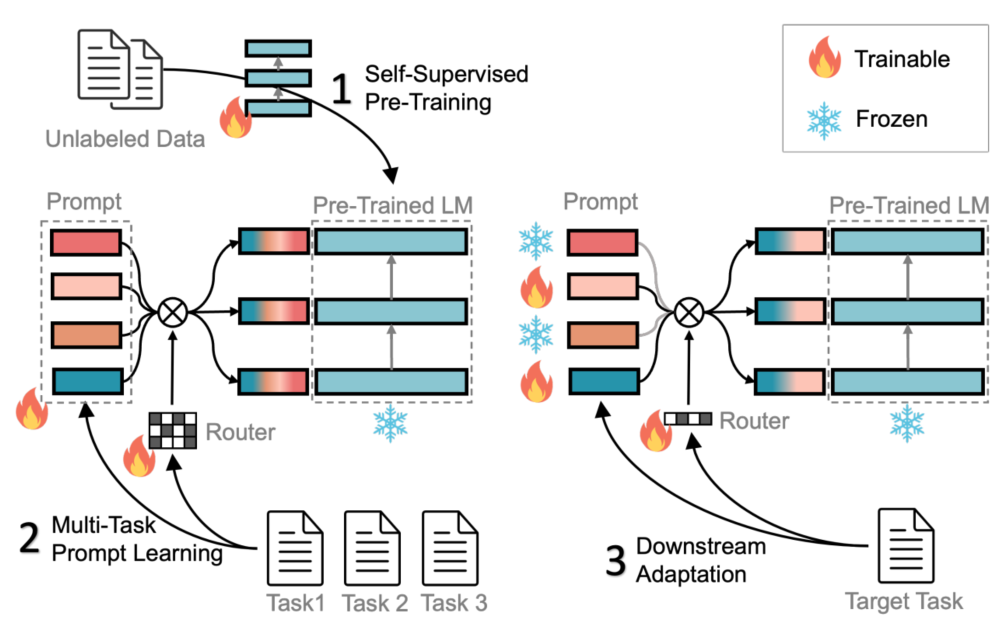 Unlabeled Data
1
Self-Supervised
Pre-Training
Trainable
Frozen
Prompt
Pre-Trained LM
Router
2
Multi-Task
Prompt Learning
Task1
Task 2
Task 3
Prompt
Pre-Trained LM
Router
3
Downstream
Adaptation
Target Task